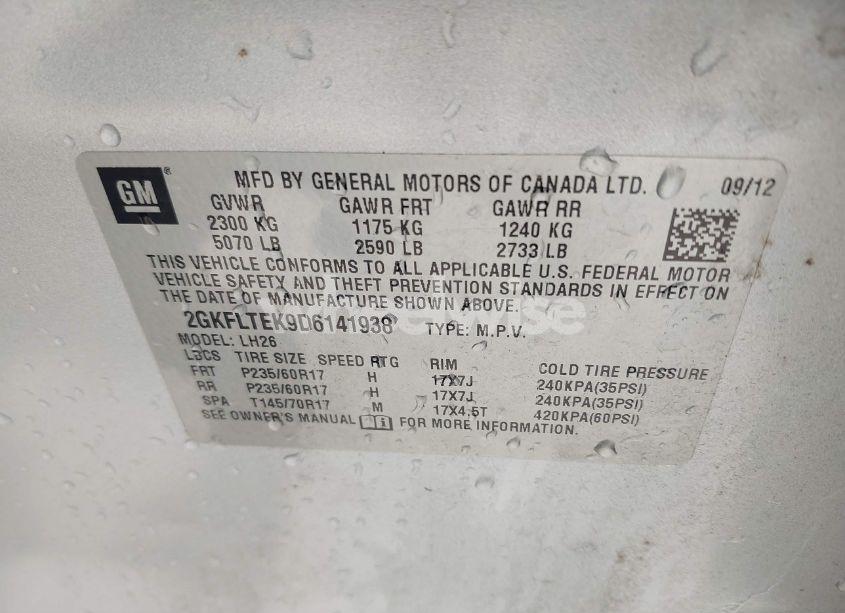 GM
MFD BY GENERAL MOTORS OF CANADA LTD. 09/12
GVWR GAWR FRT GAWR RR
2300 KG 1175 KG 1240 KG
5070 LB 2590 LB 2733 LB
THIS VEHICLE CONFORMS TO ALL APPLICABLE U.S. FEDERAL MOTOR
VEHICLE SAFETY AND THEFT PREVENTION STANDARDS IN EFFECT ON
THE DATE OF MANUFACTURE SHOWN ABOVE.
2GKFLTEK9D6141938 TYPE: M.P.V.
MODEL: LH26
LOCS TIRE SIZE SPEED RTG RIM COLD TIRE PRESSURE
FRT P235/60R17 H 17X7J 240KPA(35PSI)
RR P235/60R17 H 17X7J 240KPA(35PSI)
SPA T145/70R17 M 17X4.5T 420KPA(60PSI)
SEE OWNER'S MANUAL FOR MORE INFORMATION.